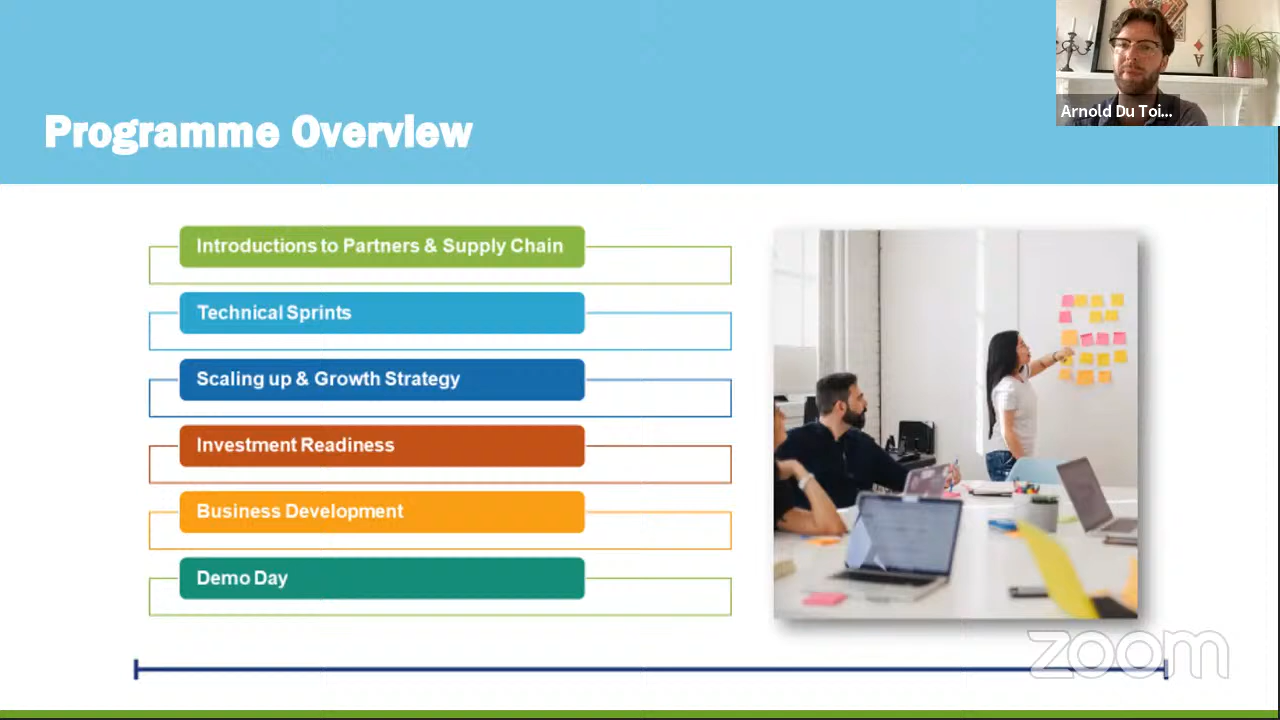 Programme Overview
Arnold Du Toi...
Introductions to Partners & Supply Chain
Technical Sprints
Scaling up & Growth Strategy
Investment Readiness
Business Development
Demo Day
zoom